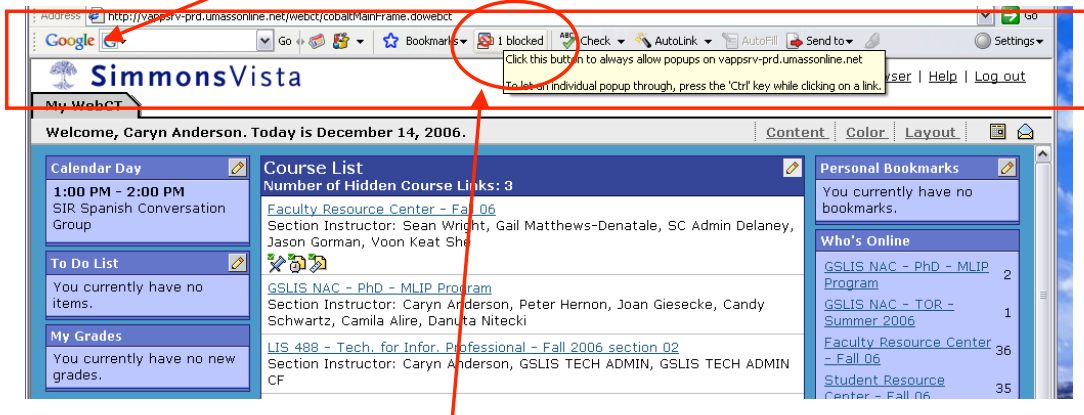 Address http://vappsrv-prd.umassonline.net/webct/cobaltMainFrame.dowebct Go
Google G Go Bookmarks 1 blocked ABC Check AutoLink AutoFill Send to Settings
Click this button to always allow popups on vappsrv-prd.umassonline.net
To let an individual popup through, press the 'Ctrl' key while clicking on a link.
SimmonsVista
wser | Help | Log out
My WebCT
Welcome, Caryn Anderson. Today is December 14, 2006.
Content Color Layout
Calendar Day
1:00 PM - 2:00 PM
SIR Spanish Conversation
Group
To Do List
You currently have no
items.
My Grades
You currently have no new
grades.
Course List
Number of Hidden Course Links: 3
Faculty Resource Center - Fall 06
Section Instructor: Sean Wright, Gail Matthews-Denatale, SC Admin Delaney,
Jason Gorman, Voon Keat She
GSLIS NAC - PhD - MLIP Program
Section Instructor: Caryn Anderson, Peter Hernon, Joan Giesecke, Candy
Schwartz, Camila Alire, Danuta Nitecki
LIS 488 - Tech. for Infor. Professional - Fall 2006 section 02
Section Instructor: Caryn Anderson, GSLIS TECH ADMIN, GSLIS TECH ADMIN
CF
Personal Bookmarks
You currently have no
bookmarks.
Who's Online
GSLIS NAC - PhD - MLIP
Program 2
GSLIS NAC - TOR -
Summer 2006 1
Faculty Resource Center
- Fall 06 36
Student Resource
Center - Fall 06 35